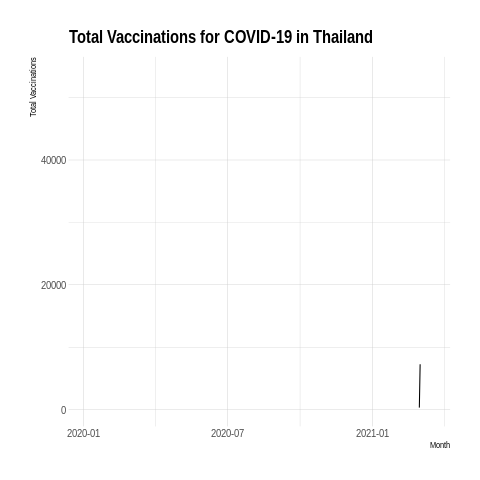 Total Vaccinations for COVID-19 in Thailand
Total Vaccinations
40000
20000
0
2020-01 2020-07 2021-01
Month